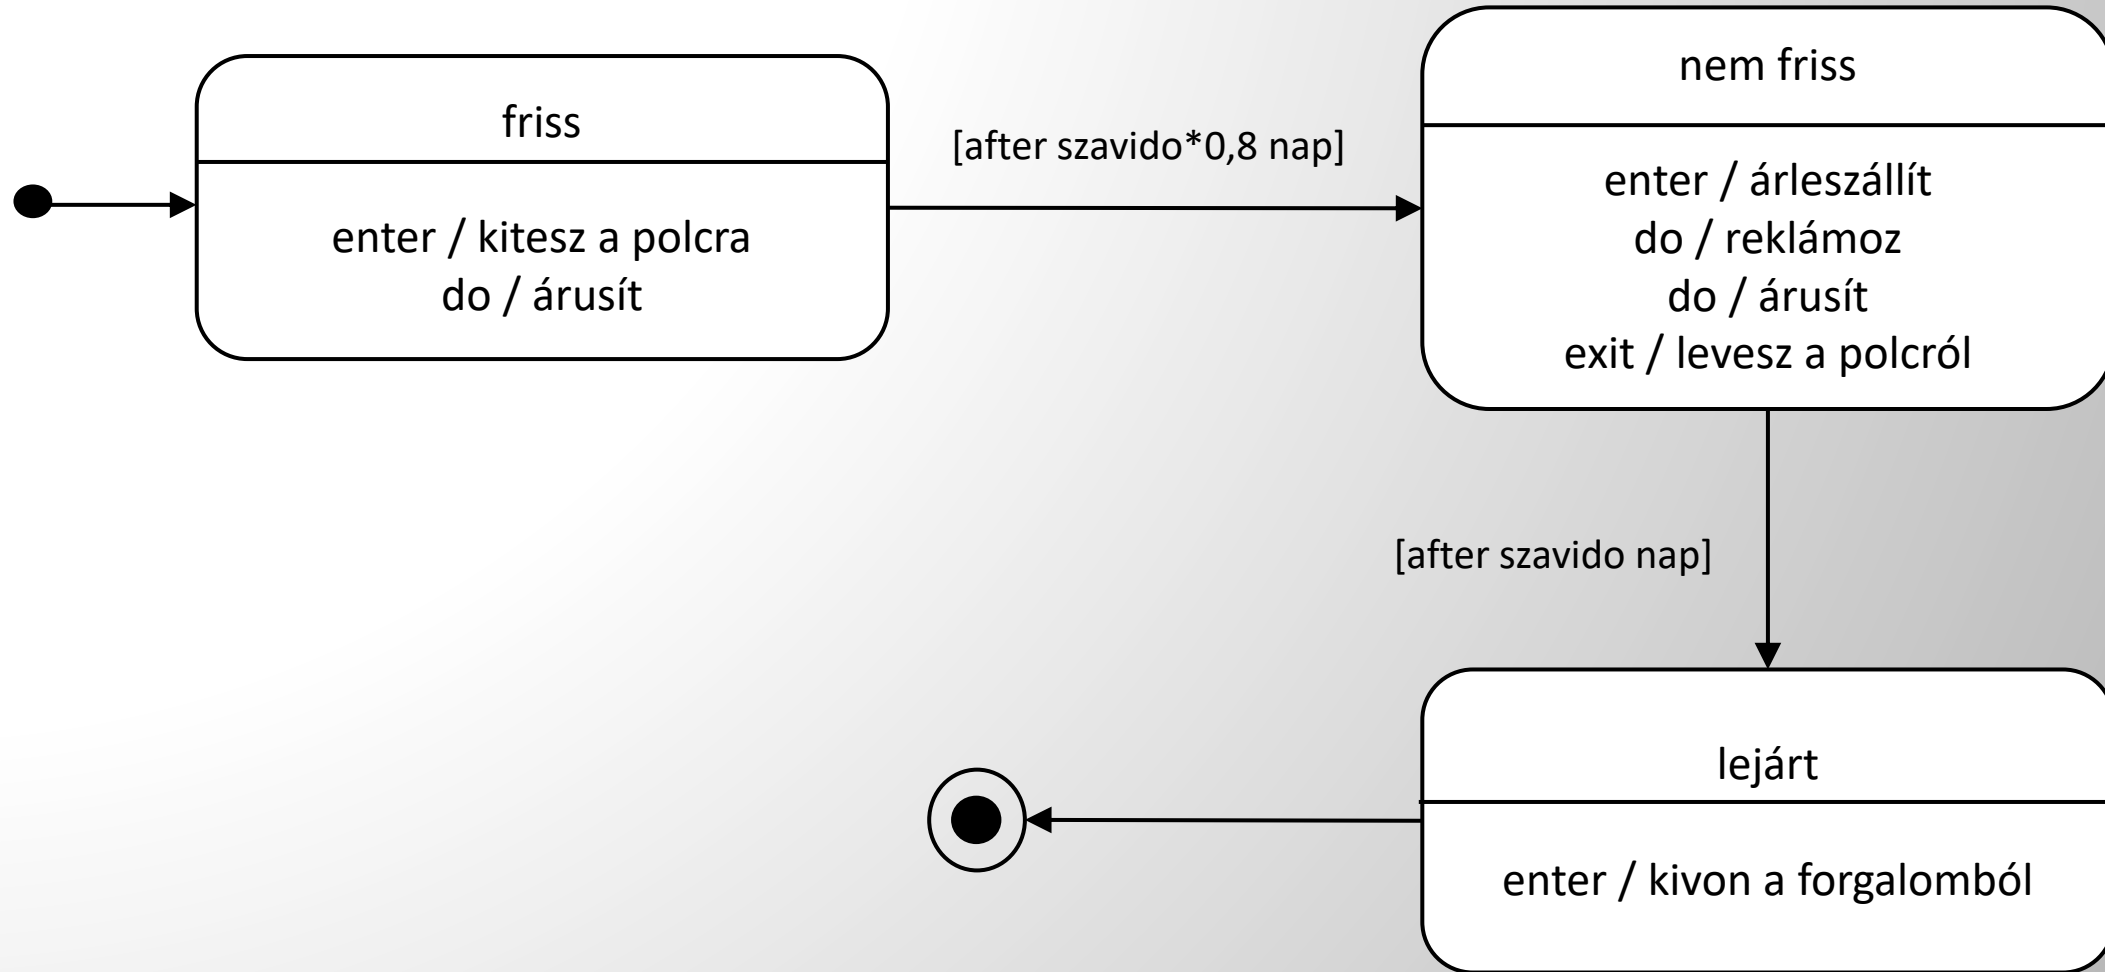 friss
enter / kitesz a polcra
do / árusít
[after szavido*0,8 nap]
nem friss
enter / árleszállít
do / reklámoz
do / árusít
exit / levesz a polcról
[after szavido nap]
lejárt
enter / kivon a forgalomból